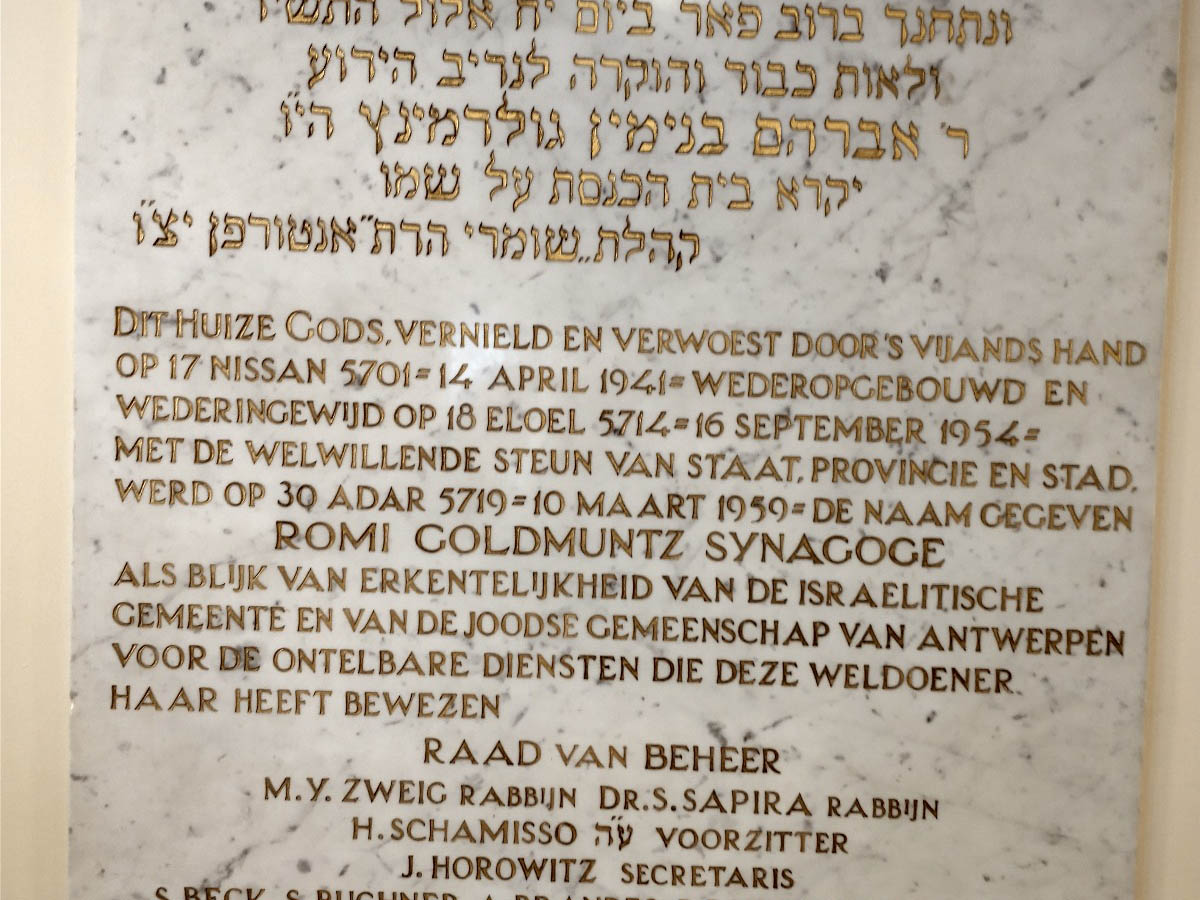 ונתחנך ברוב פאר ביום יח אלול התשיד
ולאות כבוד והוקרה לנדיב הידוע
ר׳ אברהם בנימין גולדמינץ הי״ו
יקרא בית הכנסת על שמו
קהלת „שומרי הדת״ אנטורפן יצ״ו
DIT HUIZE GODS, VERNIELD EN VERWOEST DOOR 'S VIJANDS HAND
OP 17 NISSAN 5701 = 14 APRIL 1941 = WEDEROPGEBOUWD EN
WEDERINGEWIJD OP 18 ELOEL 5714 = 16 SEPTEMBER 1954 =
MET DE WELWILLENDE STEUN VAN STAAT, PROVINCIE EN STAD,
WERD OP 30 ADAR 5719 = 10 MAART 1959 = DE NAAM GEGEVEN
ROMI GOLDMUNTZ SYNAGOGE
ALS BLIJK VAN ERKENTELIJKHEID VAN DE ISRAELITISCHE
GEMEENTE EN VAN DE JOODSE GEMEENSCHAP VAN ANTWERPEN
VOOR DE ONTELBARE DIENSTEN DIE DEZE WELDOENER,
HAAR HEEFT BEWEZEN
RAAD VAN BEHEER
M.Y. ZWEIG RABBIJN DR. S. SAPIRA RABBIJN
H. SCHAMISSO ע״ה VOORZITTER
J. HOROWITZ SECRETARIS
S. BECK, S. BUCHNER, A. BRANDES